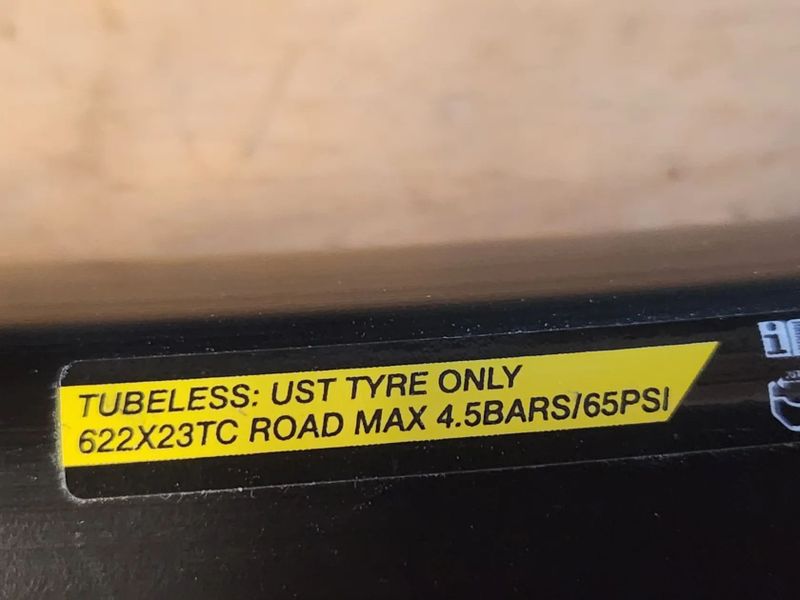 TUBELESS: UST TYRE ONLY
622X23TC ROAD MAX 4.5BARS/65PSI